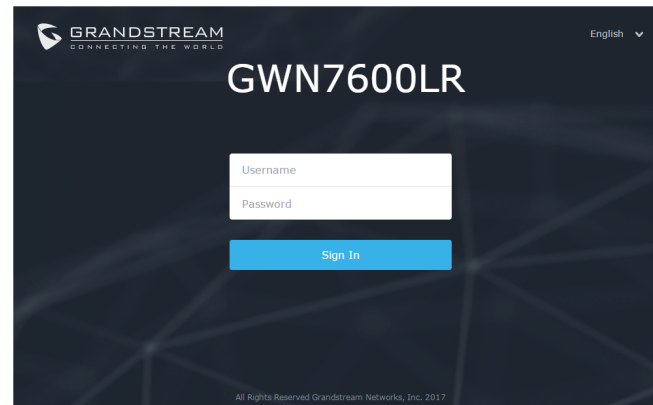 GRANDSTREAM
CONNECTING THE WORLD
English
GWN7600LR
Username
Password
Sign In
All Rights Reserved Grandstream Networks, Inc. 2017